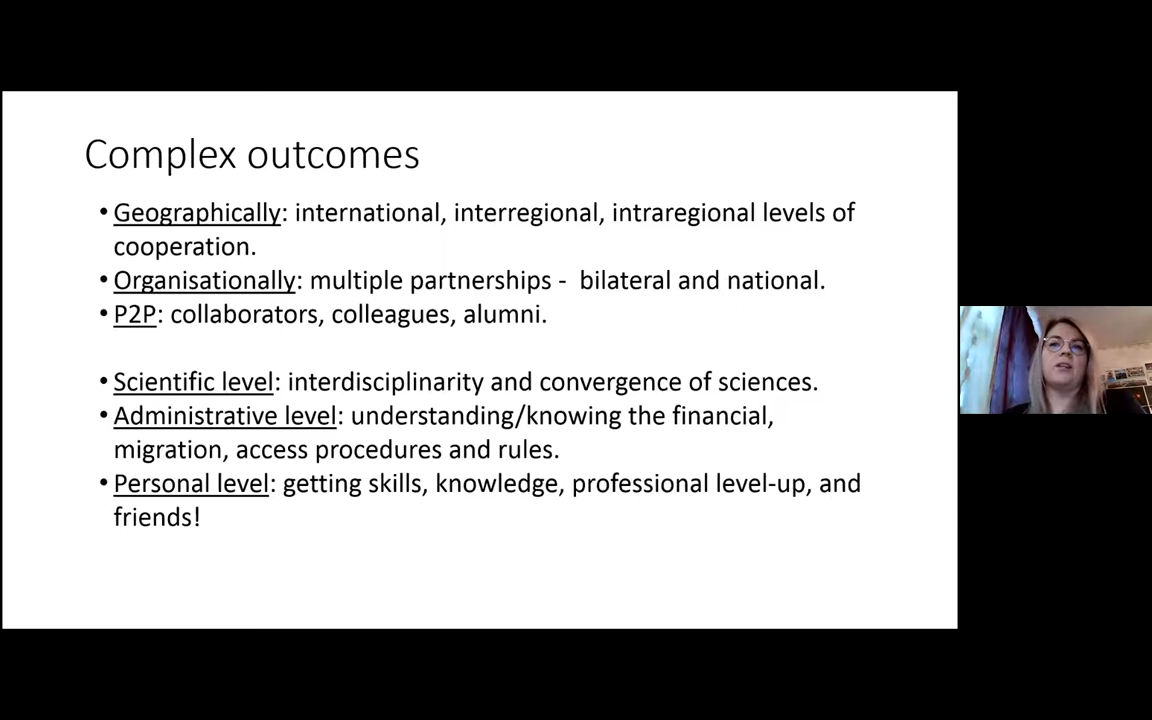 Complex outcomes
• Geographically: international, interregional, intraregional levels of
cooperation.
• Organisationally: multiple partnerships -  bilateral and national.
• P2P: collaborators, colleagues, alumni.
• Scientific level: interdisciplinarity and convergence of sciences.
• Administrative level: understanding/knowing the financial,
migration, access procedures and rules.
• Personal level: getting skills, knowledge, professional level-up, and
friends!